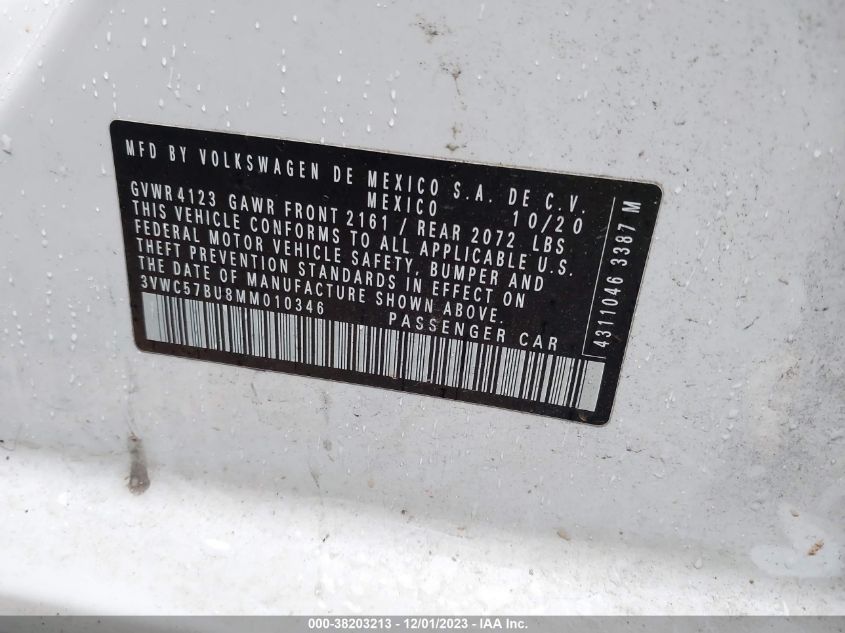 MFD BY VOLKSWAGEN DE MEXICO S.A. DE C.V.
MEXICO 10/20
GVWR 4123 GAWR FRONT 2161 / REAR 2072 LBS
THIS VEHICLE CONFORMS TO ALL APPLICABLE U.S.
FEDERAL MOTOR VEHICLE SAFETY, BUMPER AND
THEFT PREVENTION STANDARDS IN EFFECT ON
THE DATE OF MANUFACTURE SHOWN ABOVE.
3VWC57BU8MM010346 PASSENGER CAR
4311046 3387 M
000-38203213 - 12/01/2023 - IAA Inc.